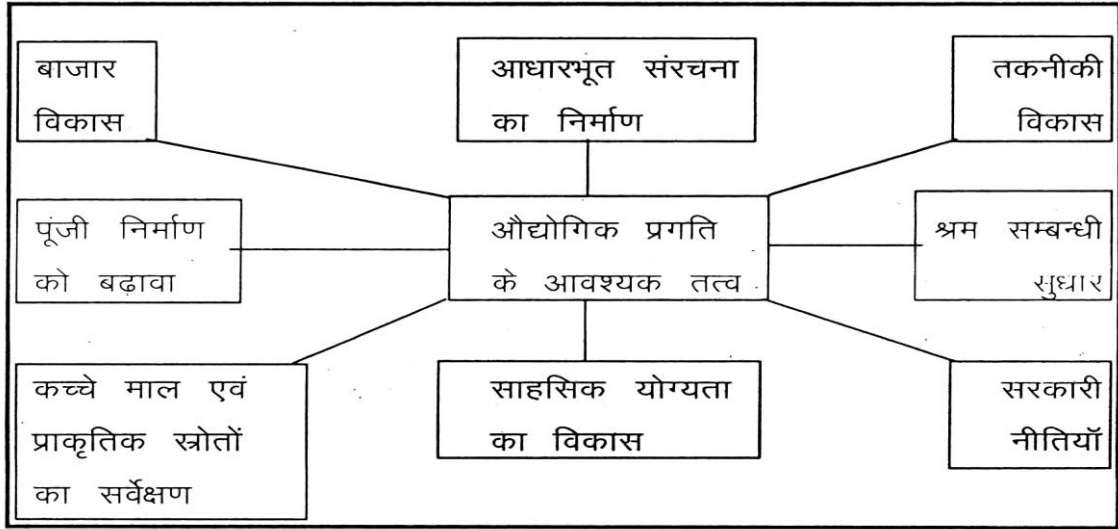 बाजार
विकास
आधारभूत संरचना
का निर्माण
तकनीकी
विकास
पूंजी निर्माण
को बढ़ावा
औद्योगिक प्रगति
के आवश्यक तत्व
श्रम सम्बन्धी
सुधार
कच्चे माल एवं
प्राकृतिक स्त्रोतों
का सर्वेक्षण
साहसिक योग्यता
का विकास
सरकारी
नीतियॉ